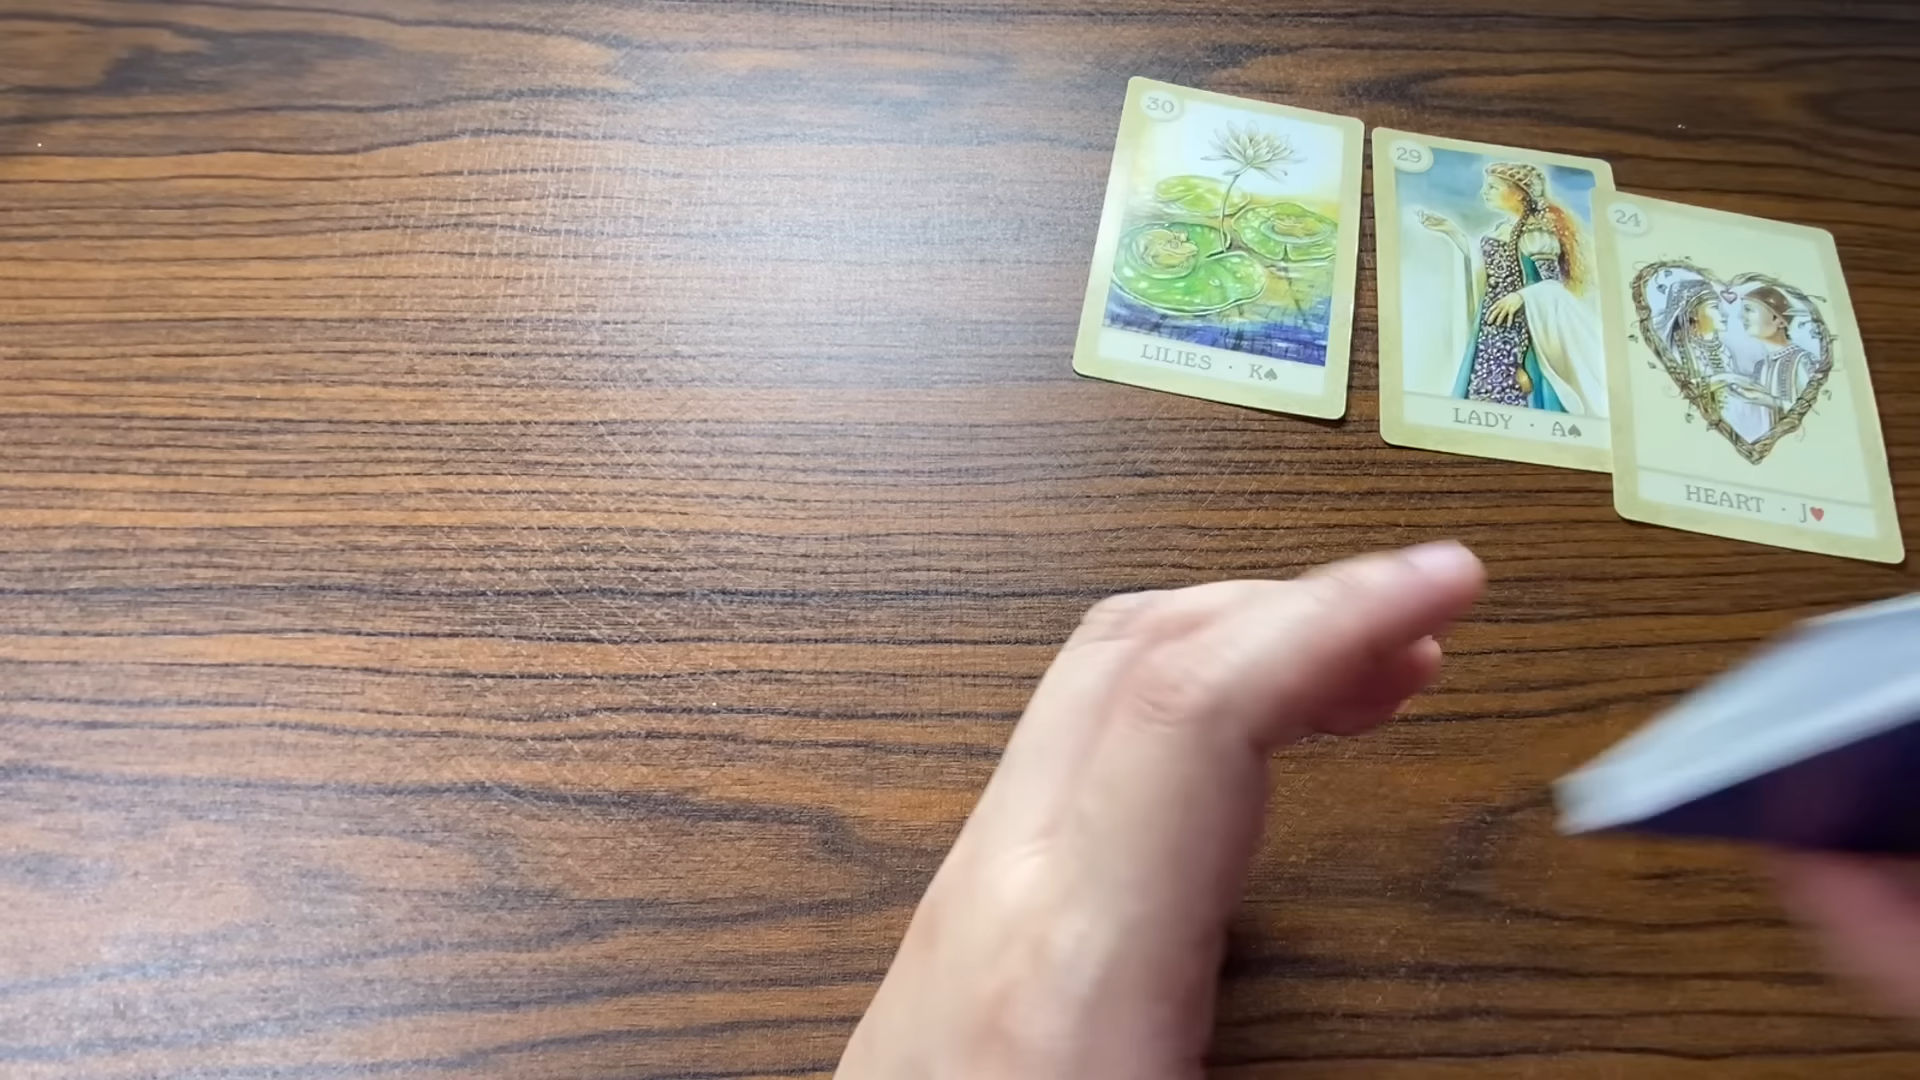 30
LILIES · K♠
29
LADY · A♠
24
HEART · J♥